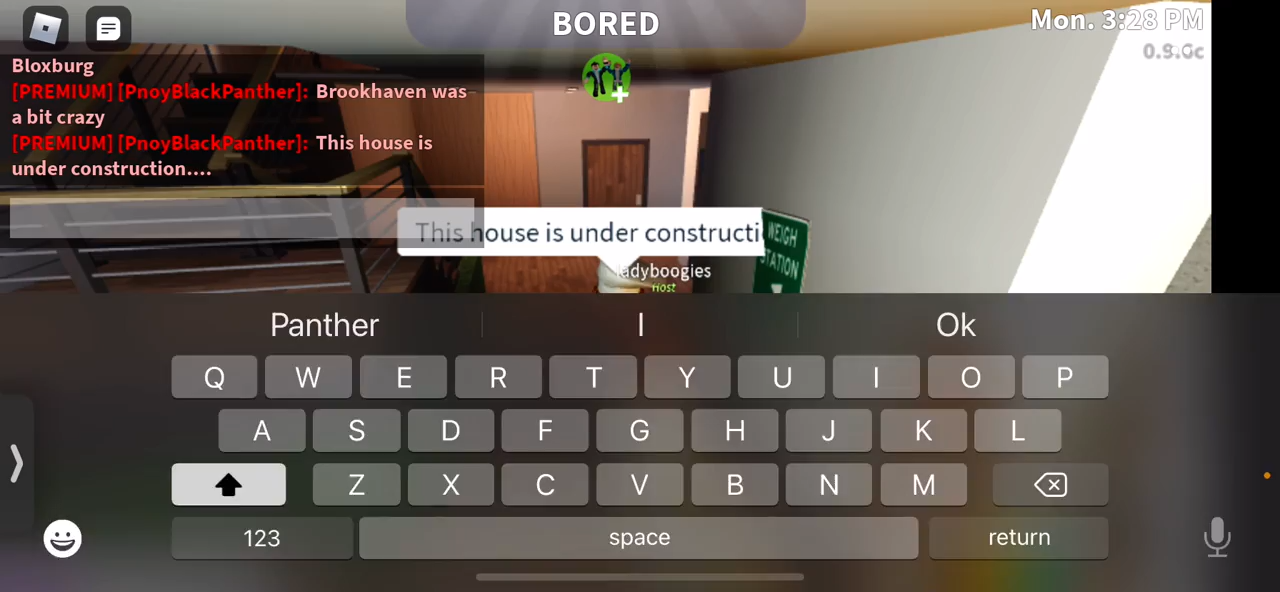 BORED
Mon. 3:28 PM
Bloxburg
[PREMIUM] [PnoyBlackPanther]: Brookhaven was
a bit crazy
[PREMIUM] [PnoyBlackPanther]: This house is
under construction....
This house is under constructi
WEIGH
STATION
ladyboogies
Host
Panther I Ok
Q W E R T Y U I O P
A S D F G H J K L
Z X C V B N M
123 space return